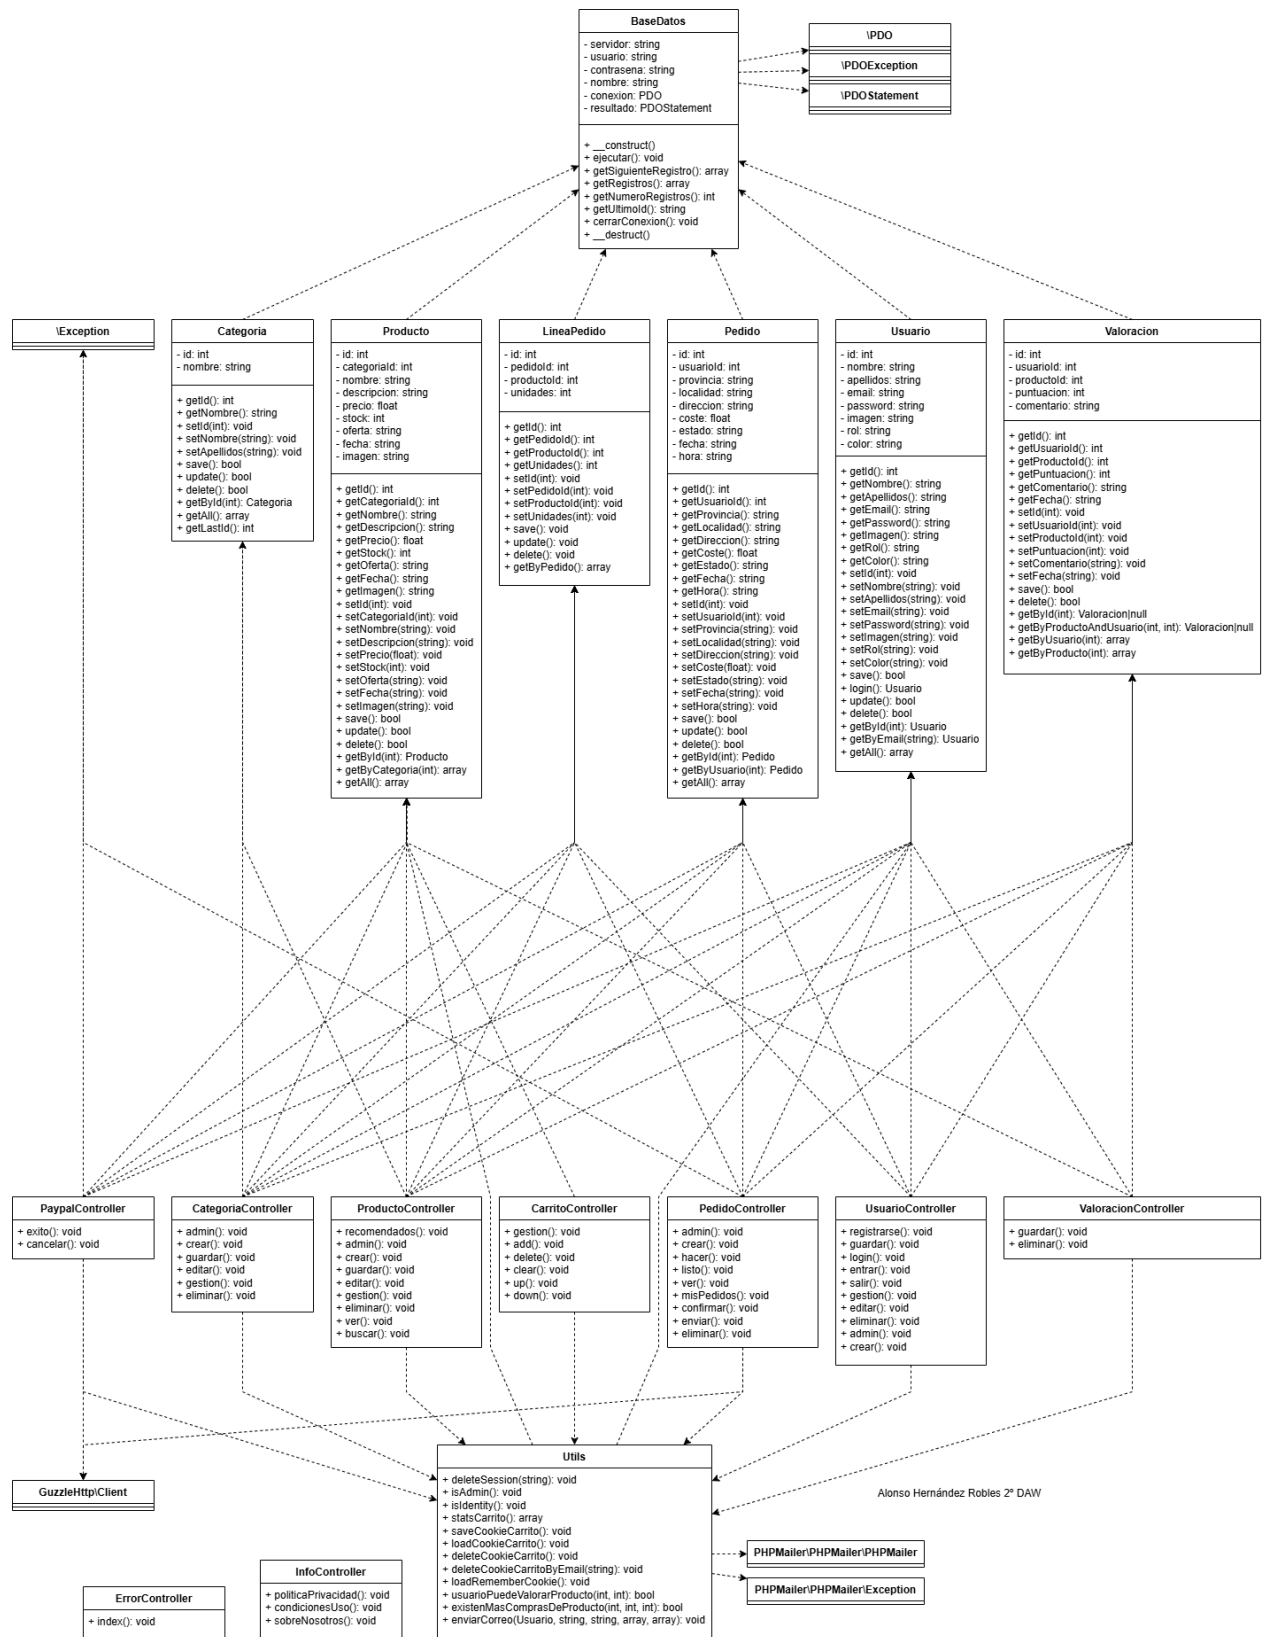 BaseDatos
- servidor: string
- usuario: string
- contrasena: string
- nombre: string
- conexion: PDO
- resultado: PDOStatement
+ __construct()
+ ejecutar(): void
+ getSiguienteRegistro(): array
+ getRegistros(): array
+ getNumeroRegistros(): int
+ getUltimoId(): string
+ cerrarConexion(): void
+ __destruct()
\PDO
\PDOException
\PDOStatement
\Exception
Categoria
- id: int
- nombre: string
+ getId(): int
+ getNombre(): string
+ setId(int): void
+ setNombre(string): void
+ setApellidos(string): void
+ save(): bool
+ update(): bool
+ delete(): bool
+ getById(int): Categoria
+ getAll(): array
+ getLastId(): int
Producto
- id: int
- categoriaId: int
- nombre: string
- descripcion: string
- precio: float
- stock: int
- oferta: string
- fecha: string
- imagen: string
+ getId(): int
+ getCategoriaId(): int
+ getNombre(): string
+ getDescripcion(): string
+ getPrecio(): float
+ getStock(): int
+ getOferta(): string
+ getFecha(): string
+ getImagen(): string
+ setId(int): void
+ setCategoriaId(int): void
+ setNombre(string): void
+ setDescripcion(string): void
+ setPrecio(float): void
+ setStock(int): void
+ setOferta(string): void
+ setFecha(string): void
+ setImagen(string): void
+ save(): bool
+ update(): bool
+ delete(): bool
+ getById(int): Producto
+ getByCategoria(int): array
+ getAll(): array
LineaPedido
- id: int
- pedidoId: int
- productoId: int
- unidades: int
+ getId(): int
+ getPedidoId(): int
+ getProductoId(): int
+ getUnidades(): int
+ setId(int): void
+ setPedidoId(int): void
+ setProductoId(int): void
+ setUnidades(int): void
+ save(): void
+ update(): void
+ delete(): void
+ getByPedido(): array
Pedido
- id: int
- usuarioId: int
- provincia: string
- localidad: string
- direccion: string
- coste: float
- estado: string
- fecha: string
- hora: string
+ getId(): int
+ getUsuarioId(): int
+ getProvincia(): string
+ getLocalidad(): string
+ getDireccion(): string
+ getCoste(): float
+ getEstado(): string
+ getFecha(): string
+ getHora(): string
+ setId(int): void
+ setUsuarioId(int): void
+ setProvincia(string): void
+ setLocalidad(string): void
+ setDireccion(string): void
+ setCoste(float): void
+ setEstado(string): void
+ setFecha(string): void
+ setHora(string): void
+ save(): bool
+ update(): bool
+ delete(): bool
+ getById(int): Pedido
+ getByUsuario(int): Pedido
+ getAll(): array
Usuario
- id: int
- nombre: string
- apellidos: string
- email: string
- password: string
- imagen: string
- rol: string
- color: string
+ getId(): int
+ getNombre(): string
+ getApellidos(): string
+ getEmail(): string
+ getPassword(): string
+ getImagen(): string
+ getRol(): string
+ getColor(): string
+ setId(int): void
+ setNombre(string): void
+ setApellidos(string): void
+ setEmail(string): void
+ setPassword(string): void
+ setImagen(string): void
+ setRol(string): void
+ setColor(string): void
+ save(): bool
+ login(): Usuario
+ update(): bool
+ delete(): bool
+ getById(int): Usuario
+ getByEmail(string): Usuario
+ getAll(): array
Valoracion
- id: int
- usuarioId: int
- productoId: int
- puntuacion: int
- comentario: string
+ getId(): int
+ getUsuarioId(): int
+ getProductoId(): int
+ getPuntuacion(): int
+ getComentario(): string
+ getFecha(): string
+ setId(int): void
+ setUsuarioId(int): void
+ setProductoId(int): void
+ setPuntuacion(int): void
+ setComentario(string): void
+ setFecha(string): void
+ save(): bool
+ delete(): bool
+ getById(int): Valoracion|null
+ getByProductoAndUsuario(int, int): Valoracion|null
+ getByUsuario(int): array
+ getByProducto(int): array
PaypalController
+ exito(): void
+ cancelar(): void
CategoriaController
+ admin(): void
+ crear(): void
+ guardar(): void
+ editar(): void
+ gestion(): void
+ eliminar(): void
ProductoController
+ recomendados(): void
+ admin(): void
+ crear(): void
+ guardar(): void
+ editar(): void
+ gestion(): void
+ eliminar(): void
+ ver(): void
+ buscar(): void
CarritoController
+ gestion(): void
+ add(): void
+ delete(): void
+ clear(): void
+ up(): void
+ down(): void
PedidoController
+ admin(): void
+ crear(): void
+ hacer(): void
+ listo(): void
+ ver(): void
+ misPedidos(): void
+ confirmar(): void
+ enviar(): void
+ eliminar(): void
UsuarioController
+ registrarse(): void
+ guardar(): void
+ login(): void
+ entrar(): void
+ salir(): void
+ gestion(): void
+ editar(): void
+ eliminar(): void
+ admin(): void
+ crear(): void
ValoracionController
+ guardar(): void
+ eliminar(): void
GuzzleHttp\Client
Utils
+ deleteSession(string): void
+ isAdmin(): void
+ isIdentity(): void
+ statsCarrito(): array
+ saveCookieCarrito(): void
+ loadCookieCarrito(): void
+ deleteCookieCarrito(): void
+ deleteCookieCarritoByEmail(string): void
+ loadRememberCookie(): void
+ usuarioPuedeValorarProducto(int, int): bool
+ existenMasComprasDeProducto(int, int, int): bool
+ enviarCorreo(Usuario, string, string, array, array): void
Alonso Hernández Robles 2º DAW
PHPMailer\PHPMailer\PHPMailer
PHPMailer\PHPMailer\Exception
InfoController
+ politicaPrivacidad(): void
+ condicionesUso(): void
+ sobreNosotros(): void
ErrorController
+ index(): void